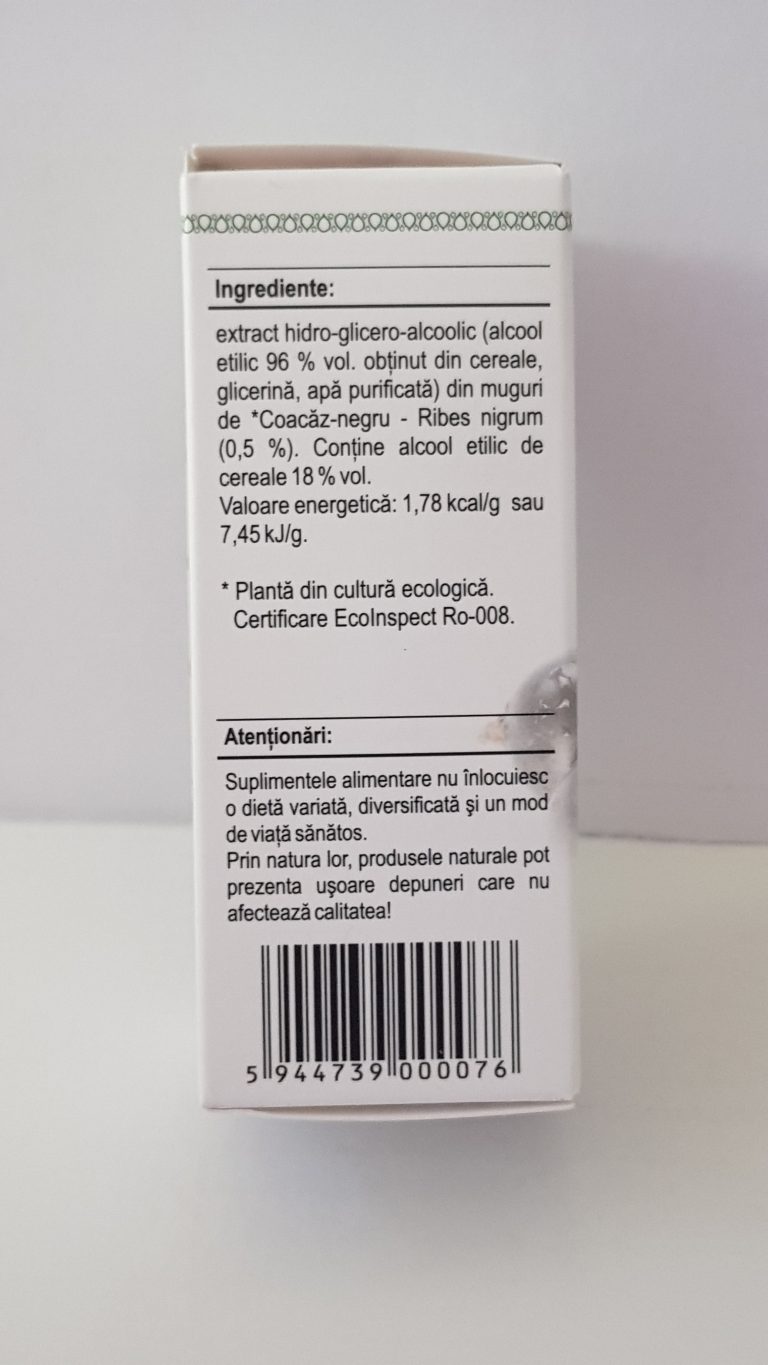 Ingrediente:
extract hidro-glicero-alcoolic (alcool
etilic 96 % vol. obținut din cereale,
glicerină, apă purificată) din muguri
de *Coacăz-negru - Ribes nigrum
(0,5 %). Conține alcool etilic de
cereale 18 % vol.
Valoare energetică: 1,78 kcal/g sau
7,45 kJ/g.
* Plantă din cultură ecologică.
Certificare EcoInspect Ro-008.
Atenționări:
Suplimentele alimentare nu înlocuiesc
o dietă variată, diversificată şi un mod
de viață sănătos.
Prin natura lor, produsele naturale pot
prezenta uşoare depuneri care nu
afectează calitatea!
5 944739 000076